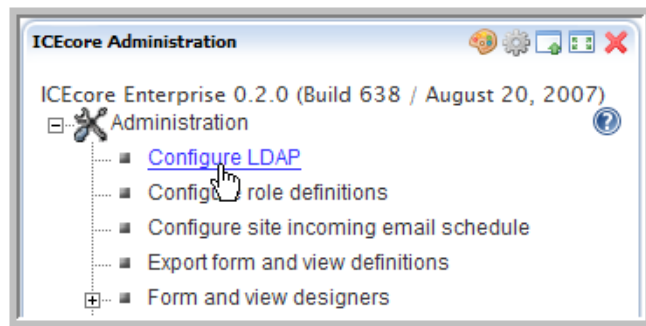 ICEcore Administration
ICEcore Enterprise 0.2.0 (Build 638 / August 20, 2007)
Administration
Configure LDAP
Configure role definitions
Configure site incoming email schedule
Export form and view definitions
Form and view designers